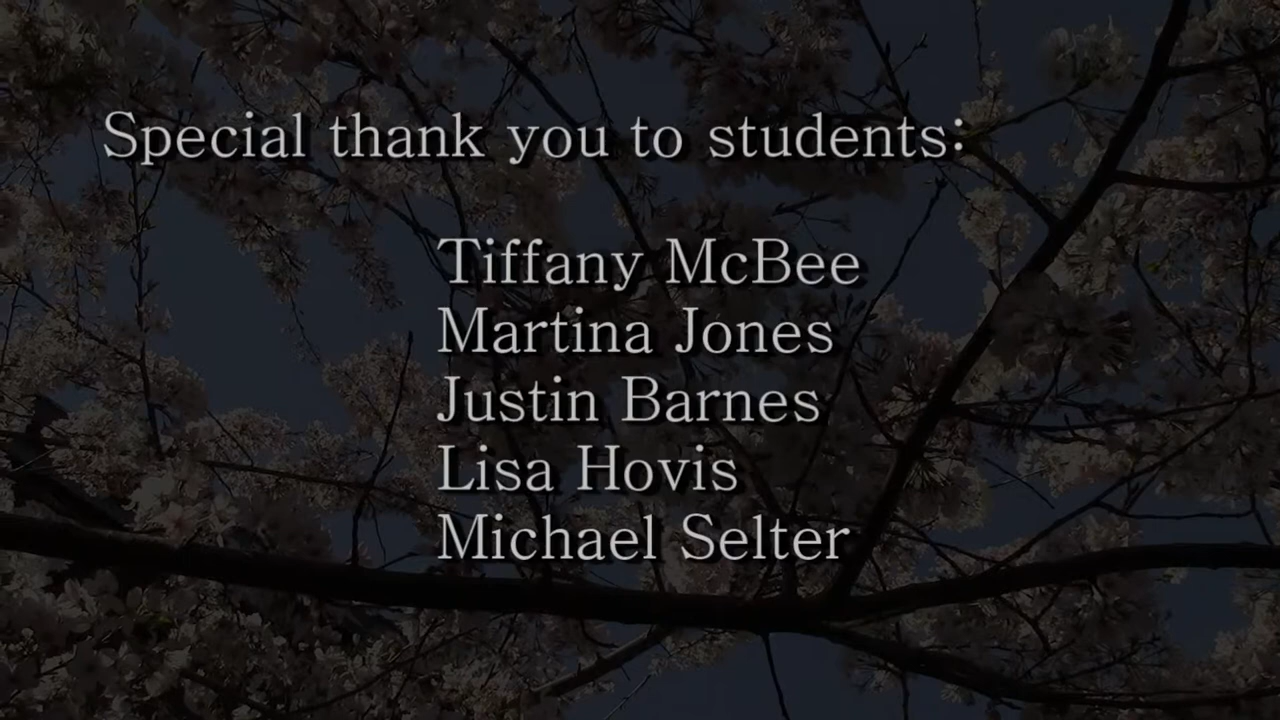 Special thank you to students:
Tiffany McBee
Martina Jones
Justin Barnes
Lisa Hovis
Michael Selter